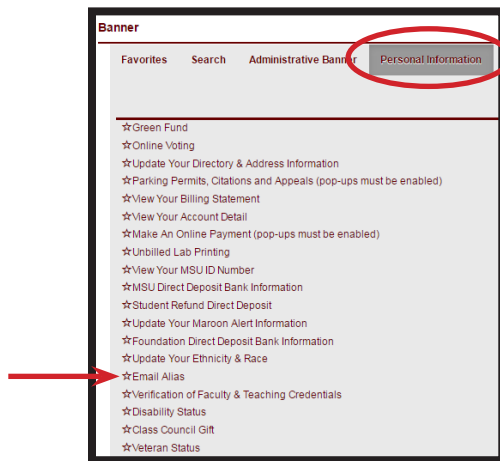 Banner
Favorites Search Administrative Banner Personal Information
☆Green Fund
☆Online Voting
☆Update Your Directory & Address Information
☆Parking Permits, Citations and Appeals (pop-ups must be enabled)
☆View Your Billing Statement
☆View Your Account Detail
☆Make An Online Payment (pop-ups must be enabled)
☆Unbilled Lab Printing
☆View Your MSU ID Number
☆MSU Direct Deposit Bank Information
☆Student Refund Direct Deposit
☆Update Your Maroon Alert Information
☆Foundation Direct Deposit Bank Information
☆Update Your Ethnicity & Race
☆Email Alias
☆Verification of Faculty & Teaching Credentials
☆Disability Status
☆Class Council Gift
☆Veteran Status